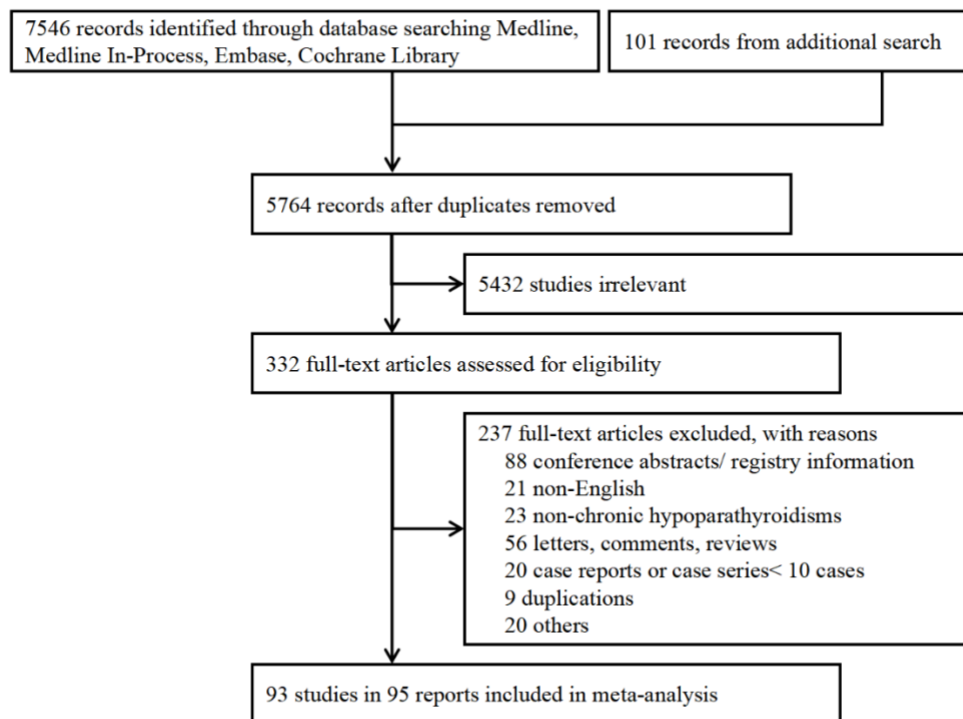 7546 records identified through database searching Medline,
Medline In-Process, Embase, Cochrane Library
101 records from additional search
5764 records after duplicates removed
5432 studies irrelevant
332 full-text articles assessed for eligibility
237 full-text articles excluded, with reasons
88 conference abstracts/ registry information
21 non-English
23 non-chronic hypoparathyroidisms
56 letters, comments, reviews
20 case reports or case series< 10 cases
9 duplications
20 others
93 studies in 95 reports included in meta-analysis